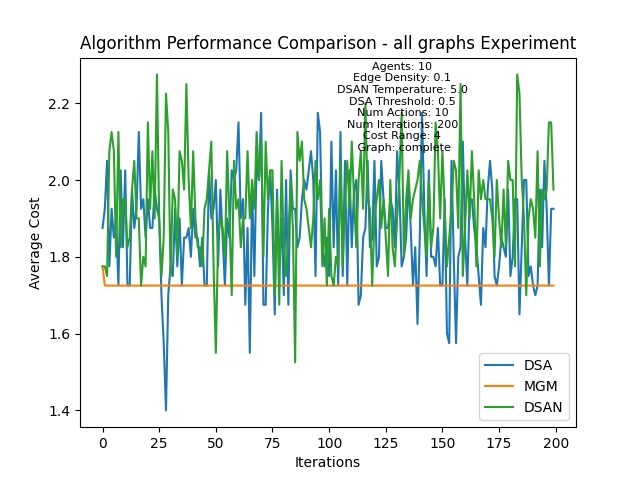 Algorithm Performance Comparison - all graphs Experiment
Agents: 10
Edge Density: 0.1
DSAN Temperature: 5.0
DSA Threshold: 0.5
Num Actions: 10
Num Iterations: 200
Cost Range: 4
Graph: complete
Average Cost
2.2
2.0
1.8
1.6
1.4
DSA
MGM
DSAN
0 25 50 75 100 125 150 175 200
Iterations